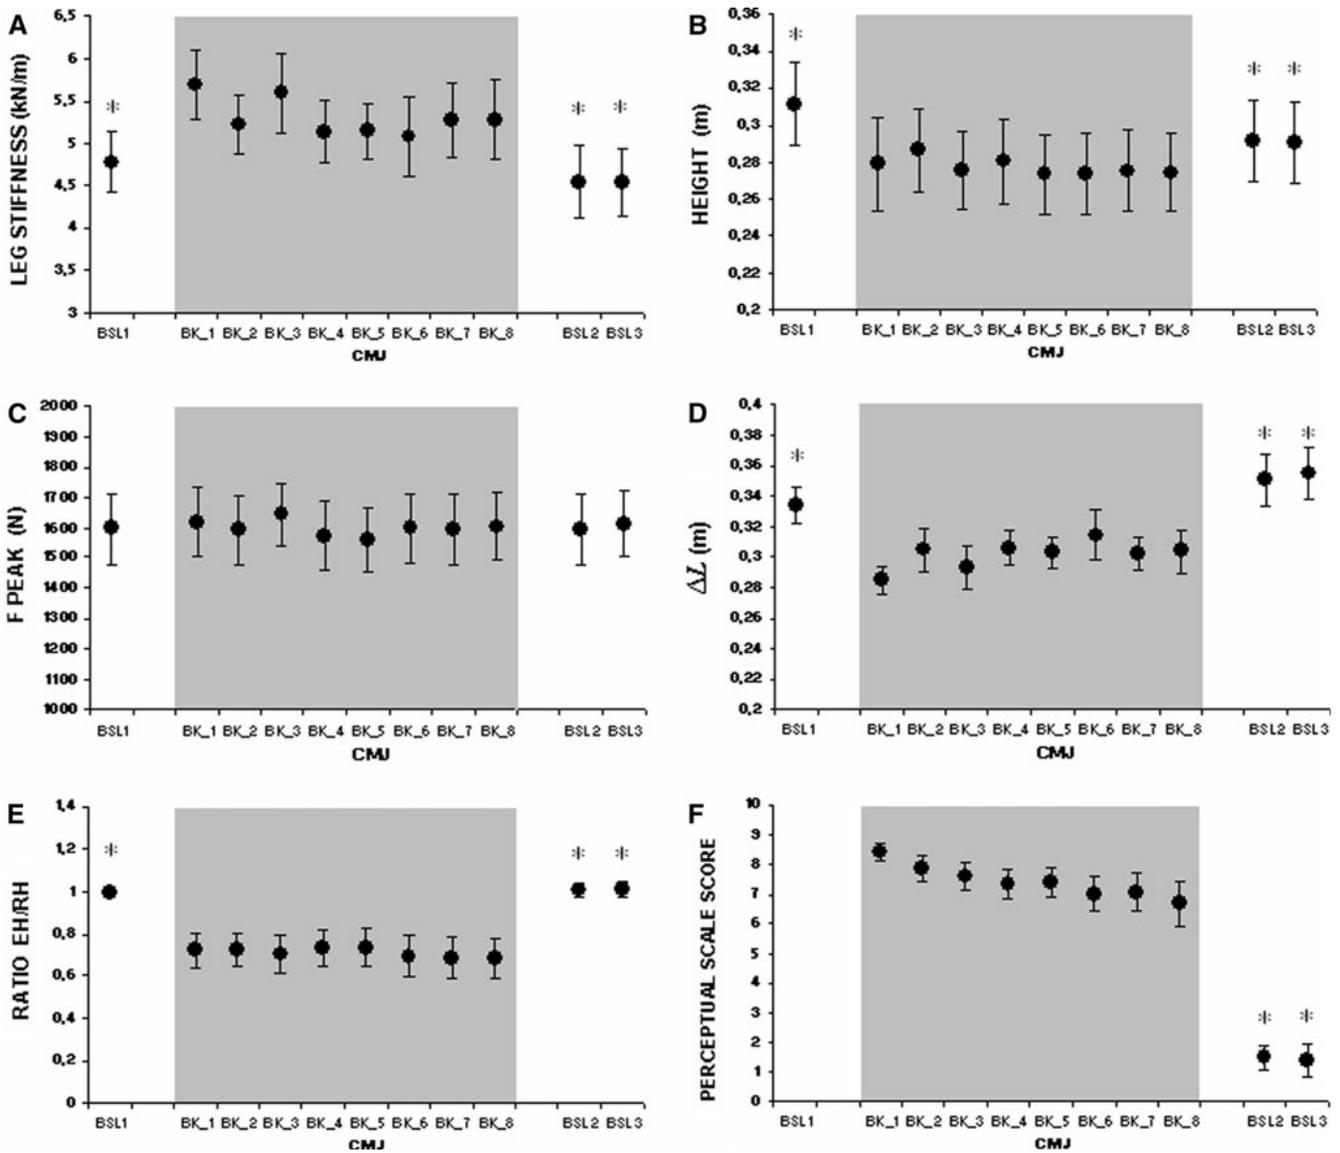 A
LEG STIFFNESS (kN/m)
6,5
6
5,5
5
4,5
4
3,5
3
*
* *
BSL1 BK_1 BK_2 BK_3 BK_4 BK_5 BK_6 BK_7 BK_8 BSL2 BSL3
CMJ
B
HEIGHT (m)
0,36
0,34
0,32
0,3
0,28
0,26
0,24
0,22
0,2
*
* *
BSL1 BK_1 BK_2 BK_3 BK_4 BK_5 BK_6 BK_7 BK_8 BSL2 BSL3
CMJ
C
F PEAK (N)
2000
1900
1800
1700
1600
1500
1400
1300
1200
1100
1000
BSL1 BK_1 BK_2 BK_3 BK_4 BK_5 BK_6 BK_7 BK_8 BSL2 BSL3
CMJ
D
ΔL (m)
0,4
0,38
0,36
0,34
0,32
0,3
0,28
0,26
0,24
0,22
0,2
*
* *
BSL1 BK_1 BK_2 BK_3 BK_4 BK_5 BK_6 BK_7 BK_8 BSL2 BSL3
CMJ
E
RATIO EH/RH
1,4
1,2
1
0,8
0,6
0,4
0,2
0
*
* *
BSL1 BK_1 BK_2 BK_3 BK_4 BK_5 BK_6 BK_7 BK_8 BSL2 BSL3
CMJ
F
PERCEPTUAL SCALE SCORE
10
9
8
7
6
5
4
3
2
1
0
* *
BSL1 BK_1 BK_2 BK_3 BK_4 BK_5 BK_6 BK_7 BK_8 BSL2 BSL3
CMJ